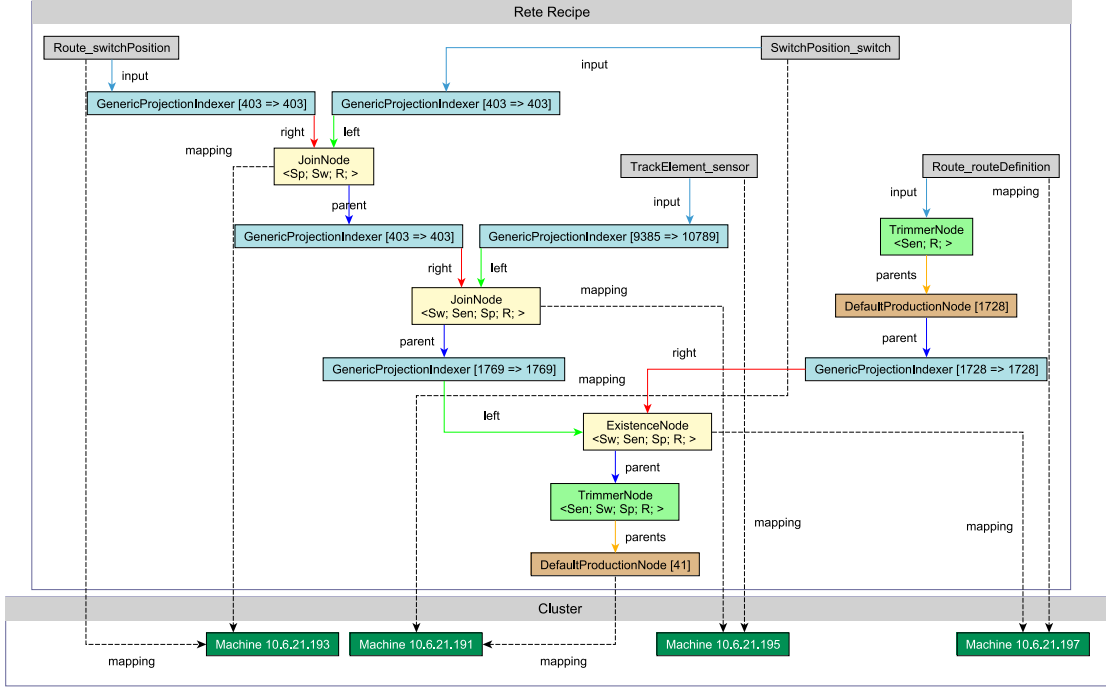 Rete Recipe
Route_switchPosition
SwitchPosition_switch
input
input
GenericProjectionIndexer [403 => 403]
GenericProjectionIndexer [403 => 403]
right
left
mapping
JoinNode
<Sp; Sw; R; >
TrackElement_sensor
Route_routeDefinition
parent
input
input
mapping
GenericProjectionIndexer [403 => 403]
GenericProjectionIndexer [9385 => 10789]
TrimmerNode
<Sen; R; >
right
left
parents
JoinNode
<Sw; Sen; Sp; R; >
mapping
DefaultProductionNode [1728]
parent
right
parent
GenericProjectionIndexer [1769 => 1769]
mapping
GenericProjectionIndexer [1728 => 1728]
left
ExistenceNode
<Sw; Sen; Sp; R; >
parent
TrimmerNode
<Sen; Sw; Sp; R; >
mapping
mapping
parents
DefaultProductionNode [41]
Cluster
Machine 10.6.21.193
Machine 10.6.21.191
Machine 10.6.21.195
Machine 10.6.21.197
mapping
mapping